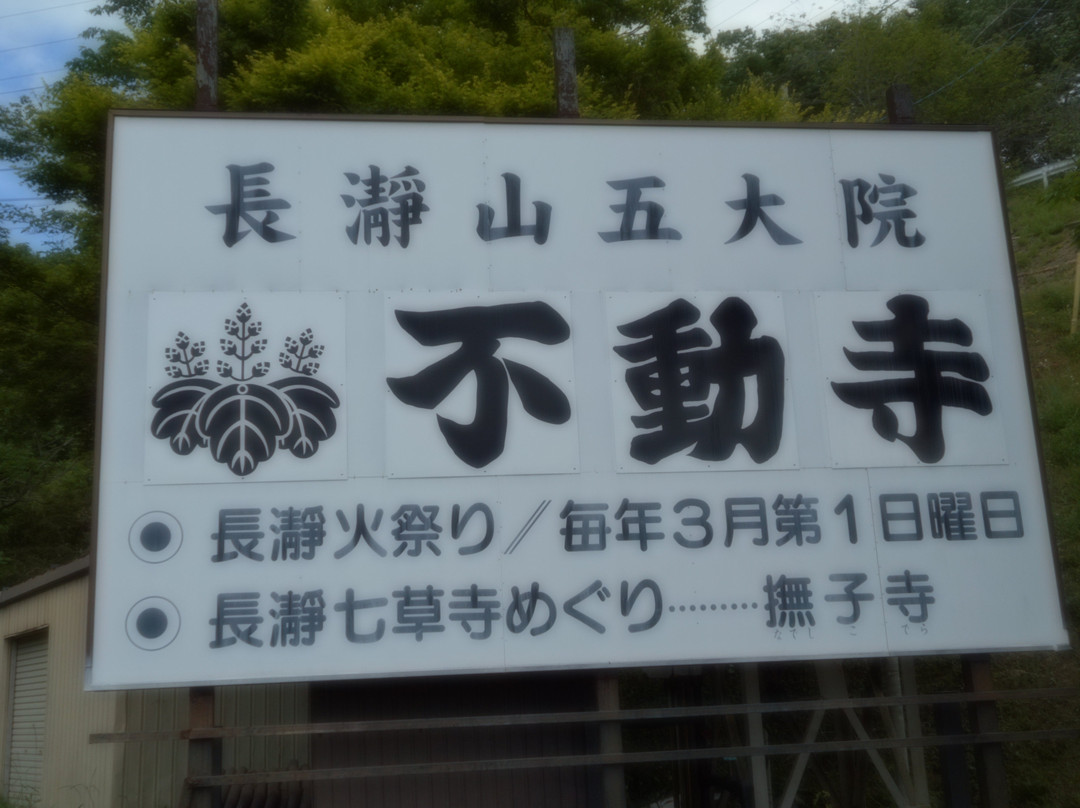 長瀞山五大院
不動寺
◉長瀞火祭り//毎年3月第1日曜日
◉長瀞七草寺めぐり………撫子寺
なでしこでら